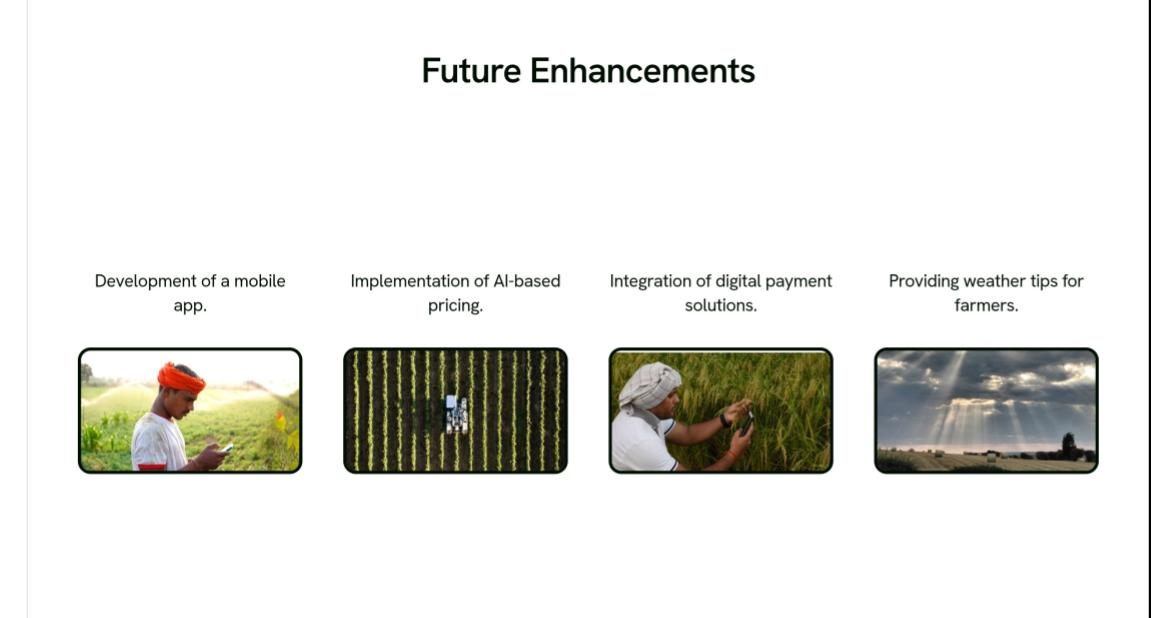 Future Enhancements
Development of a mobile
app.
Implementation of AI-based
pricing.
Integration of digital payment
solutions.
Providing weather tips for
farmers.